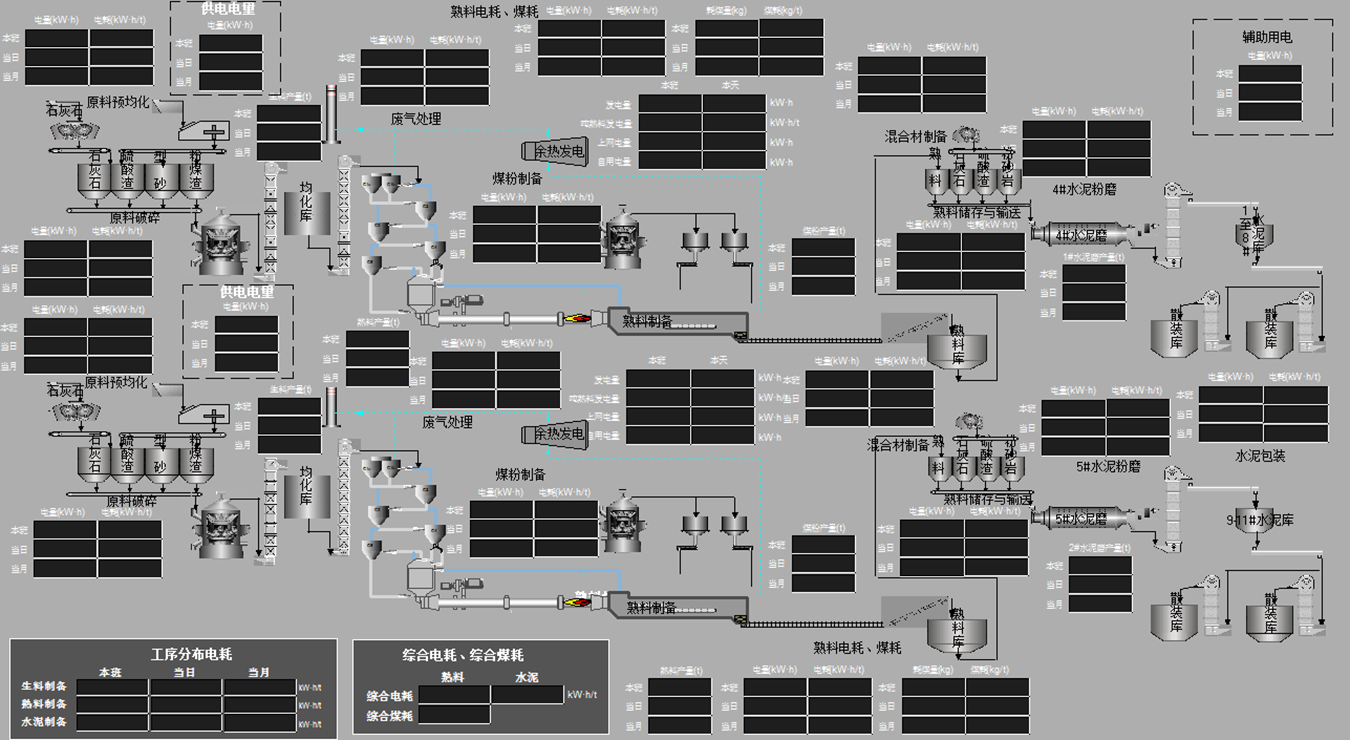 供电电量
电量(kW·h) 电耗(kW·h/t)
电量(kW·h)
本班
当日
当月
本班
当日
当月
熟料电耗、煤耗
电量(kW·h) 电耗(kW·h/t)
耗煤量(kg) 煤耗(kg/t)
本班
当日
当月
本班
当日
当月
电量(kW·h) 电耗(kW·h/t)
本班
当日
当月
电量(kW·h) 电耗(kW·h/t)
本班
当日
当月
辅助用电
电量(kW·h)
本班
当日
当月
石灰石
原料预均化
生料产量(t)
本班
当日
当月
废气处理
本班 本天
发电量 kW·h
纯熟料发电量 kW·h/t
上网电量 kW·h
自用电量 kW·h
余热发电
混合材制备
电量(kW·h) 电耗(kW·h/t)
本班
当日
当月
4#水泥粉磨
石灰石
硫酸渣
型砂
粉煤渣
原料破碎
均化库
煤粉制备
电量(kW·h) 电耗(kW·h/t)
本班
当日
当月
熟料
石灰石
硫酸渣
粉砂岩
熟料储存与输送
电量(kW·h) 电耗(kW·h/t)
本班
当日
当月
4#水泥磨
1至8#
水泥库
电量(kW·h) 电耗(kW·h/t)
本班
当日
当月
煤粉产量(t)
本班
当日
当月
1#水泥磨产量(t)
本班
当日
当月
供电电量
电量(kW·h)
本班
当日
当月
电量(kW·h) 电耗(kW·h/t)
本班
当日
当月
熟料产量(t)
本班
当日
当月
熟料制备
熟料库
散装库
散装库
电量(kW·h) 电耗(kW·h/t)
本班
当日
当月
本班 本天
发电量 kW·h
纯熟料发电量 kW·h/t
上网电量 kW·h
自用电量 kW·h
电量(kW·h) 电耗(kW·h/t)
本班
当日
当月
石灰石
原料预均化
生料产量(t)
本班
当日
当月
废气处理
余热发电
混合材制备
电量(kW·h) 电耗(kW·h/t)
本班
当日
当月
5#水泥粉磨
电量(kW·h) 电耗(kW·h/t)
本班
当日
当月
水泥包装
石灰石
硫酸渣
型砂
粉煤渣
原料破碎
均化库
煤粉制备
电量(kW·h) 电耗(kW·h/t)
本班
当日
当月
熟料
石灰石
硫酸渣
粉砂岩
熟料储存与输送
电量(kW·h) 电耗(kW·h/t)
本班
当日
当月
5#水泥磨
9-11#水泥库
电量(kW·h) 电耗(kW·h/t)
本班
当日
当月
煤粉产量(t)
本班
当日
当月
2#水泥磨产量(t)
本班
当日
当月
熟料制备
熟料库
散装库
散装库
工序分布电耗
本班 当日 当月
生料制备 kW·h/t
熟料制备 kW·h/t
水泥制备 kW·h/t
综合电耗、综合煤耗
熟料 水泥
综合电耗 kW·h/t
综合煤耗
熟料电耗、煤耗
熟料产量(t)
本班
当日
当月
电量(kW·h) 电耗(kW·h/t)
本班
当日
当月
耗煤量(kg) 煤耗(kg/t)
本班
当日
当月